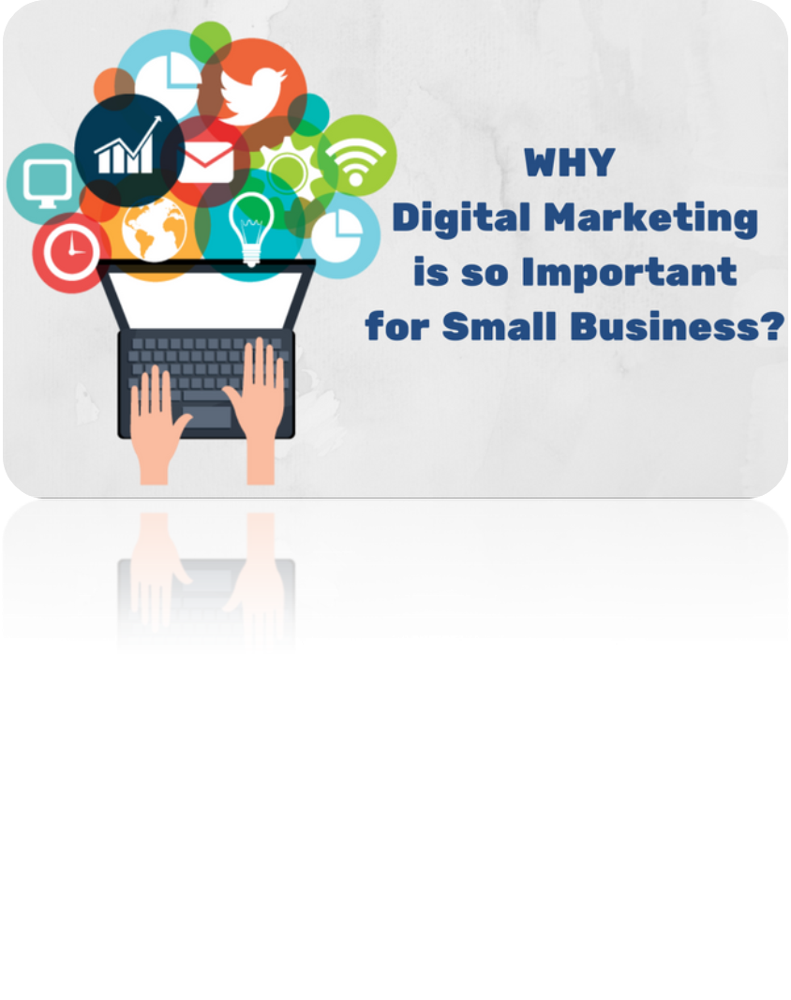 WHY
Digital Marketing
is so Important
for Small Business?